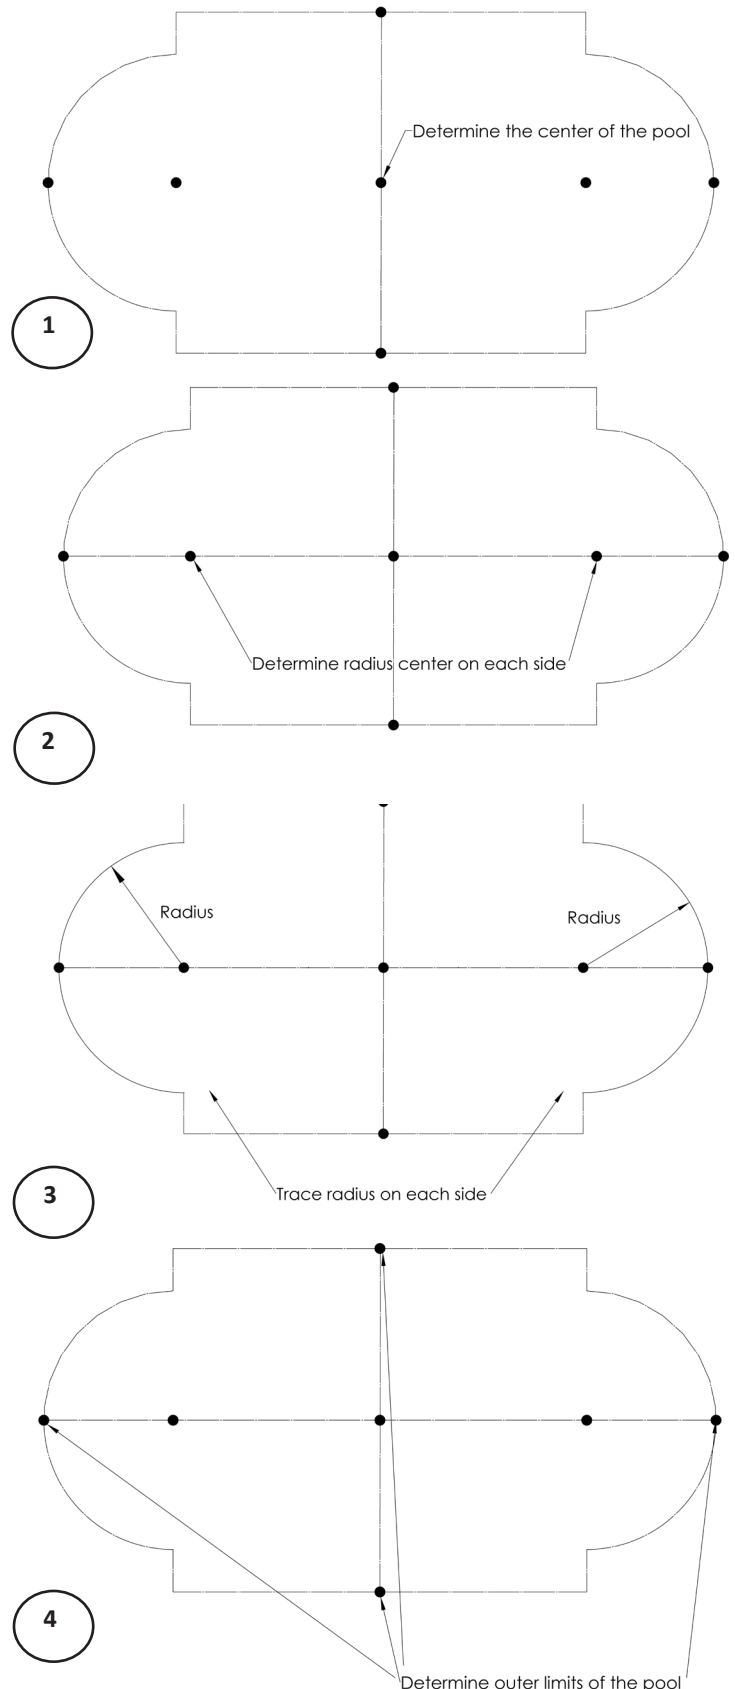 Determine the center of the pool
1
Determine radius center on each side
2
Radius
Radius
Trace radius on each side
3
4
Determine outer limits of the pool